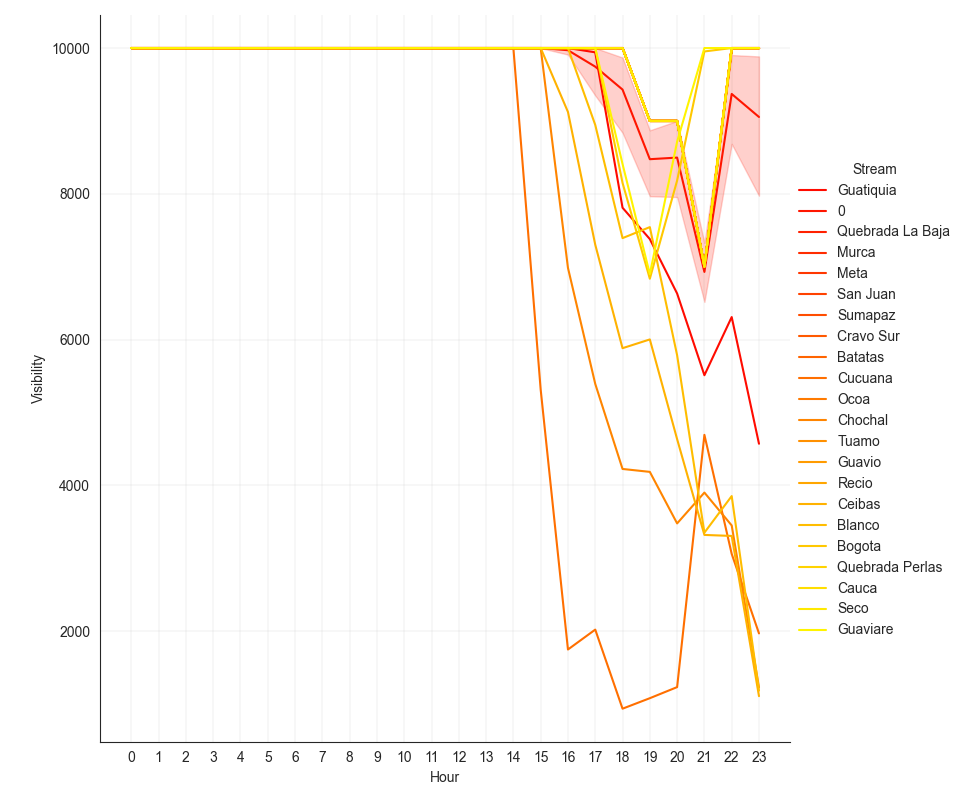 10000
8000
6000
4000
2000
Visibility
0 1 2 3 4 5 6 7 8 9 10 11 12 13 14 15 16 17 18 19 20 21 22 23
Hour
Stream
Guatiquia
0
Quebrada La Baja
Murca
Meta
San Juan
Sumapaz
Cravo Sur
Batatas
Cucuana
Ocoa
Chochal
Tuamo
Guavio
Recio
Ceibas
Blanco
Bogota
Quebrada Perlas
Cauca
Seco
Guaviare